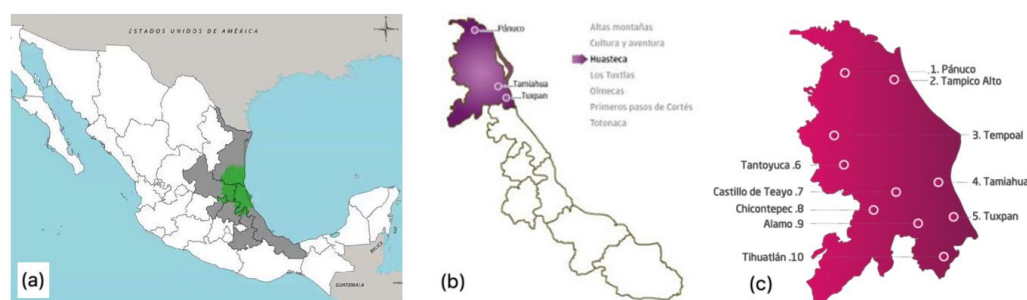 ESTADOS UNIDOS DE AMÉRICA
BELICE
GUATEMALA
(a)
Pánuco
Tamiahua
Tuxpan
Altas montañas
Cultura y aventura
Huasteca
Los Tuxtlas
Olmecas
Primeros pasos de Cortés
Totonaca
(b)
1. Pánuco
2. Tampico Alto
3. Tempoal
Tantoyuca .6
4. Tamiahua
Castillo de Teayo .7
Chicontepec .8
5. Tuxpan
Alamo .9
Tihuatlán .10
(c)